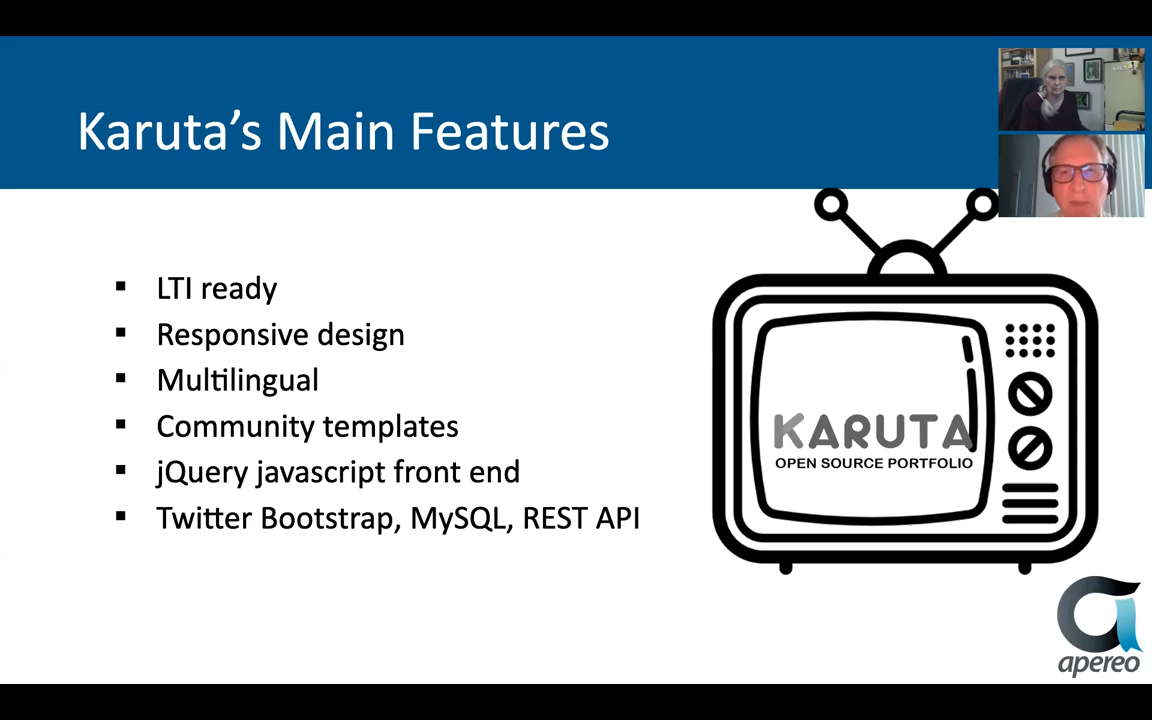 Karuta’s Main Features
▪ LTI ready
▪ Responsive design
▪ Multilingual
▪ Community templates
▪ jQuery javascript front end
▪ Twitter Bootstrap, MySQL, REST API
KARUTA
OPEN SOURCE PORTFOLIO
apereo